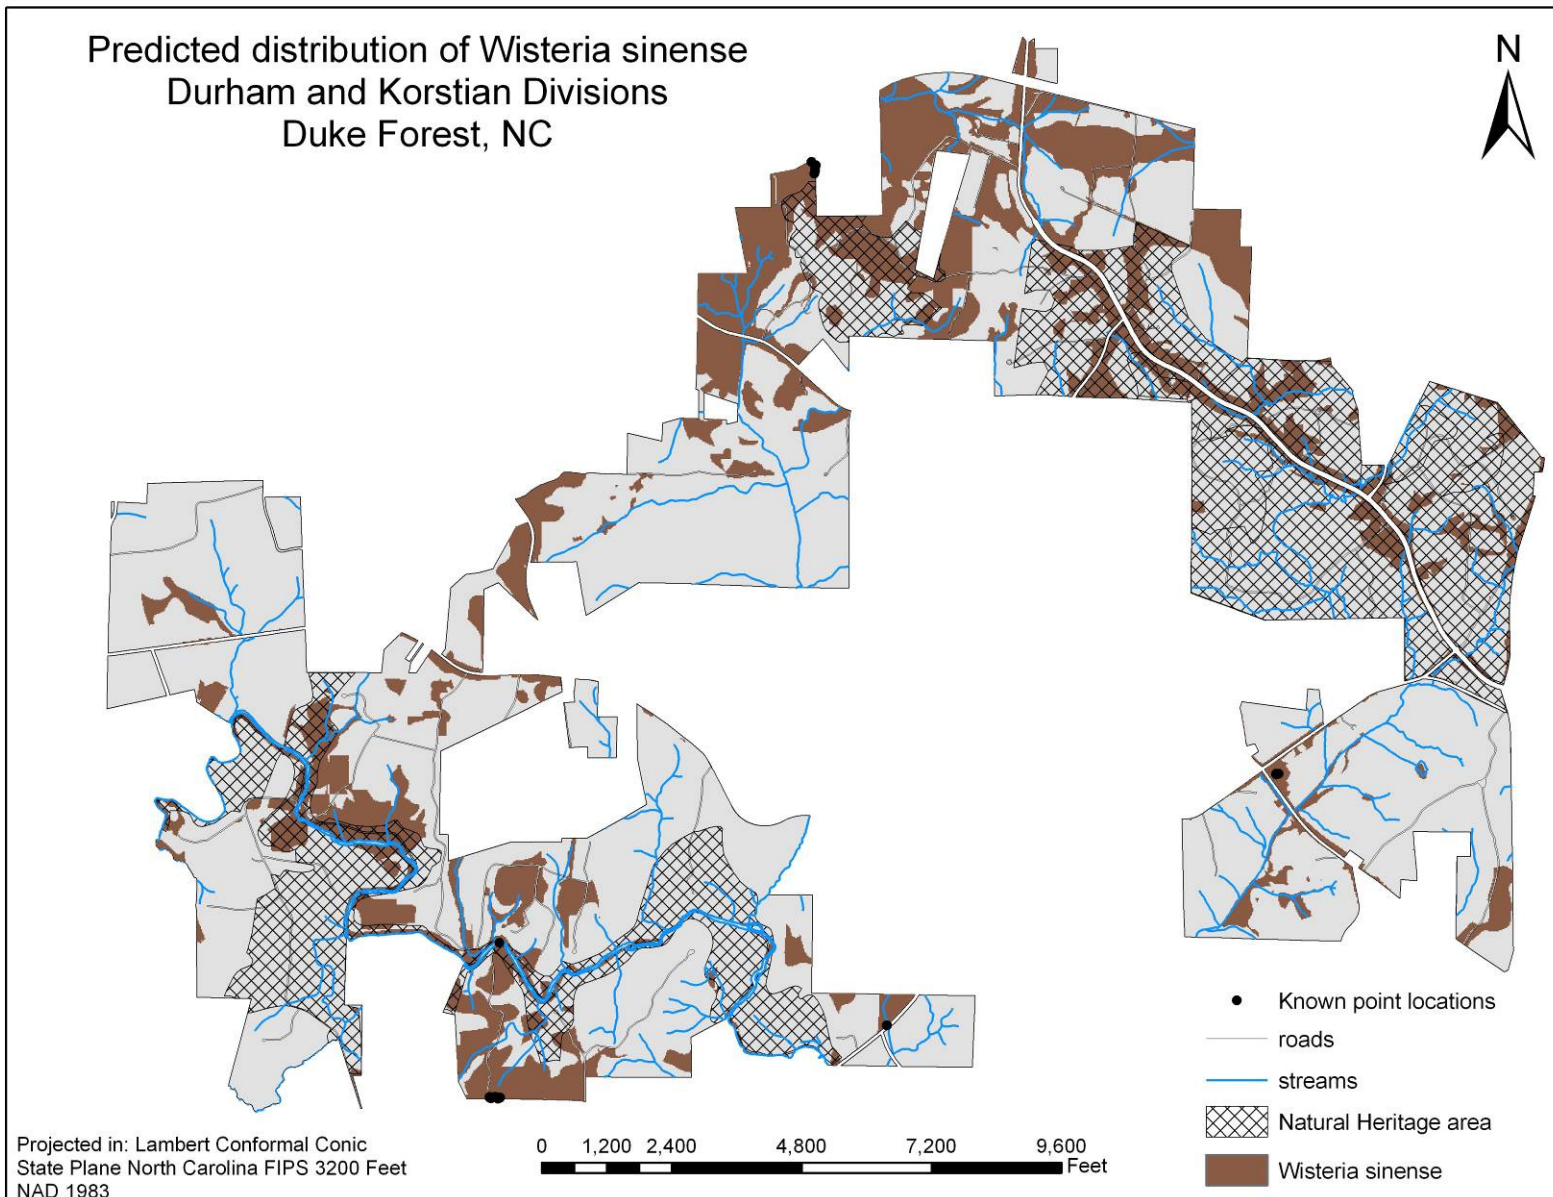 Predicted distribution of Wisteria sinense
Durham and Korstian Divisions
Duke Forest, NC
N
Known point locations
roads
streams
Natural Heritage area
Wisteria sinense
Projected in: Lambert Conformal Conic
State Plane North Carolina FIPS 3200 Feet
NAD 1983
0 1,200 2,400 4,800 7,200 9,600
Feet